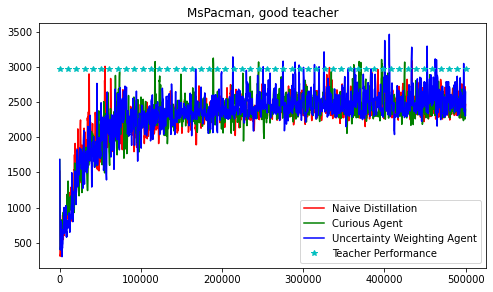 MsPacman, good teacher
3500
3000
2500
2000
1500
1000
500
0
100000
200000
300000
400000
500000
Naive Distillation
Curious Agent
Uncertainty Weighting Agent
Teacher Performance